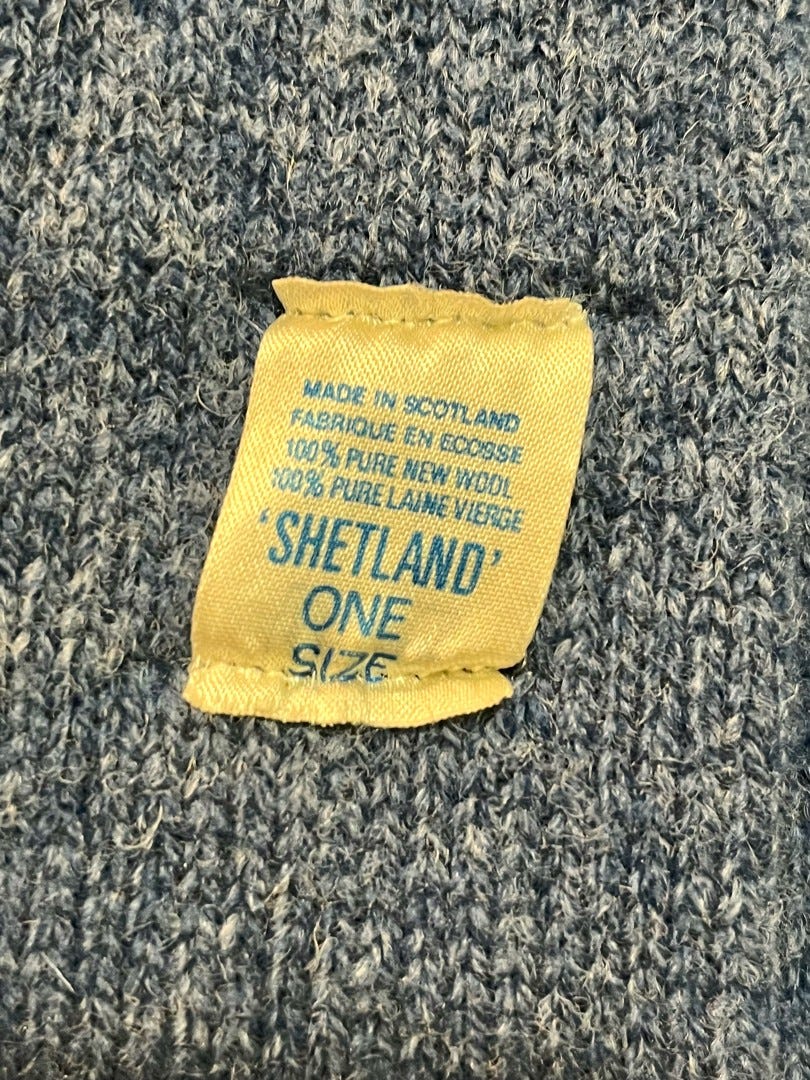 MADE IN SCOTLAND
FABRIQUE EN ECOSSE
100% PURE NEW WOOL
100% PURE LAINE VIERGE
'SHETLAND'
ONE
SIZE